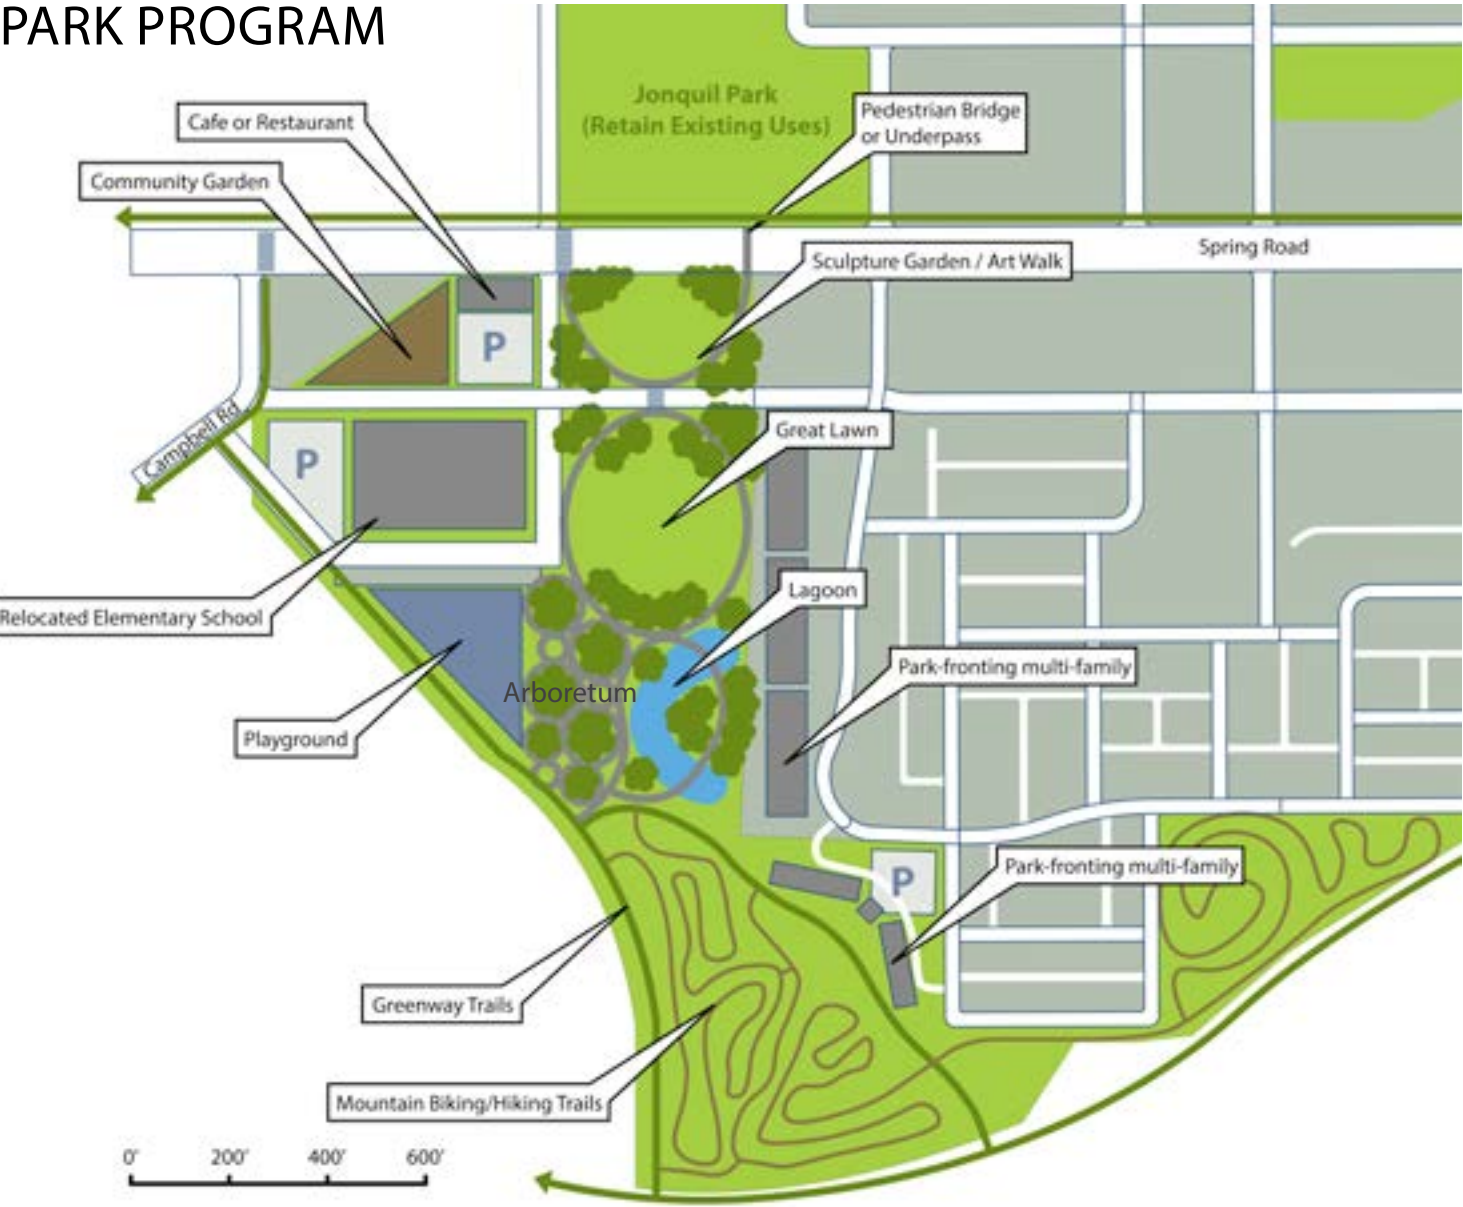 PARK PROGRAM
Jonquil Park
(Retain Existing Uses)
Cafe or Restaurant
Pedestrian Bridge
or Underpass
Community Garden
Spring Road
Sculpture Garden / Art Walk
P
Campbell Rd
Great Lawn
P
Lagoon
Relocated Elementary School
Park-fronting multi-family
Arboretum
Playground
Park-fronting multi-family
P
Greenway Trails
Mountain Biking/Hiking Trails
0' 200' 400' 600'